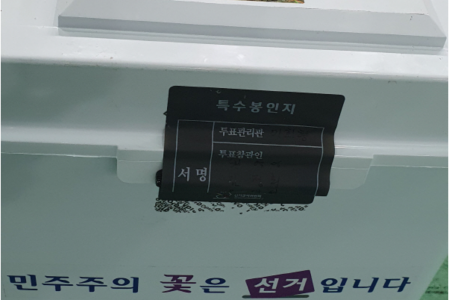 특수봉인지
투표관리관
투표참관인
서명
민주주의 꽃은 선거입니다